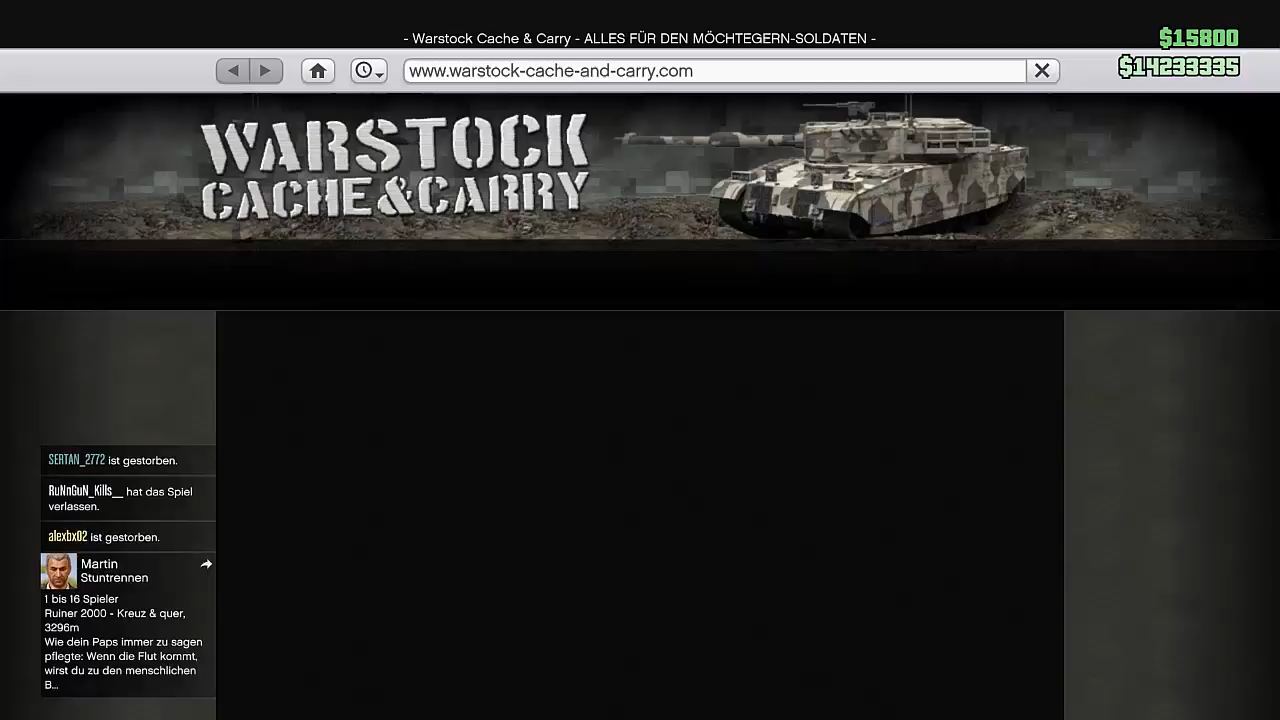 - Warstock Cache & Carry - ALLES FÜR DEN MÖCHTEGERN-SOLDATEN -
$15800
www.warstock-cache-and-carry.com
$14233335
WARSTOCK
CACHE&CARRY
SERTAN_2772 ist gestorben.
RuNnGuN_Kills__ hat das Spiel
verlassen.
alexbx02 ist gestorben.
Martin
Stuntrennen
1 bis 16 Spieler
Ruiner 2000 - Kreuz & quer,
3296m
Wie dein Paps immer zu sagen
pflegte: Wenn die Flut kommt,
wirst du zu den menschlichen
B...